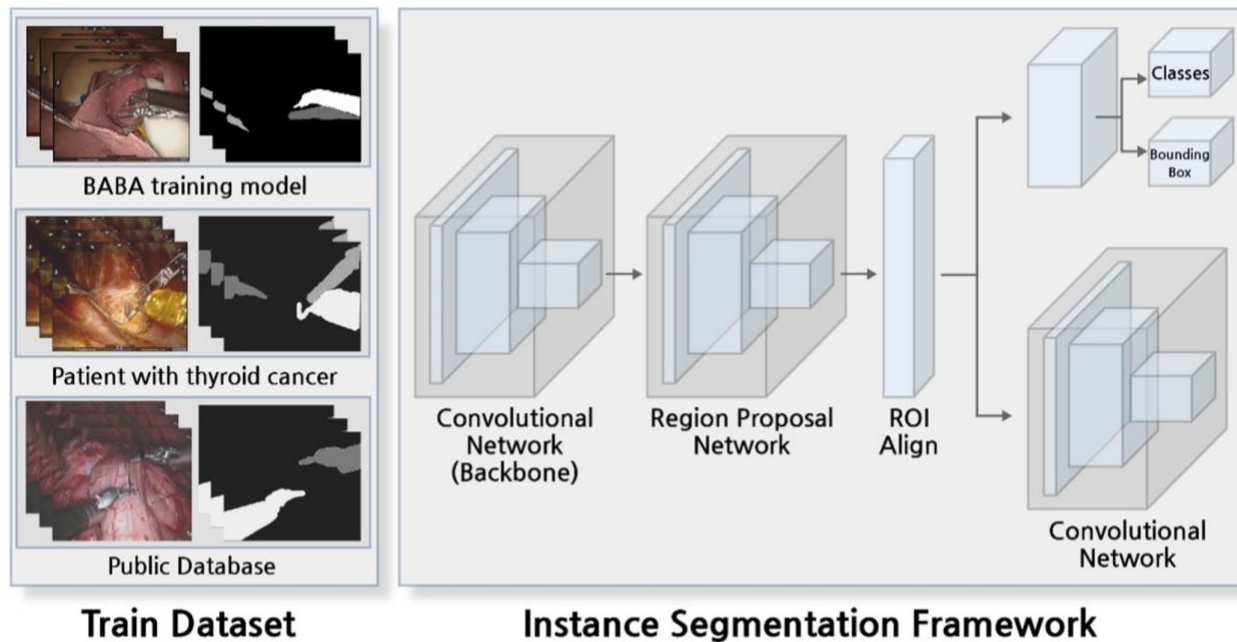 BABA training model
Patient with thyroid cancer
Public Database
Train Dataset
Convolutional
Network
(Backbone)
Region Proposal
Network
ROI
Align
Classes
Bounding
Box
Convolutional
Network
Instance Segmentation Framework